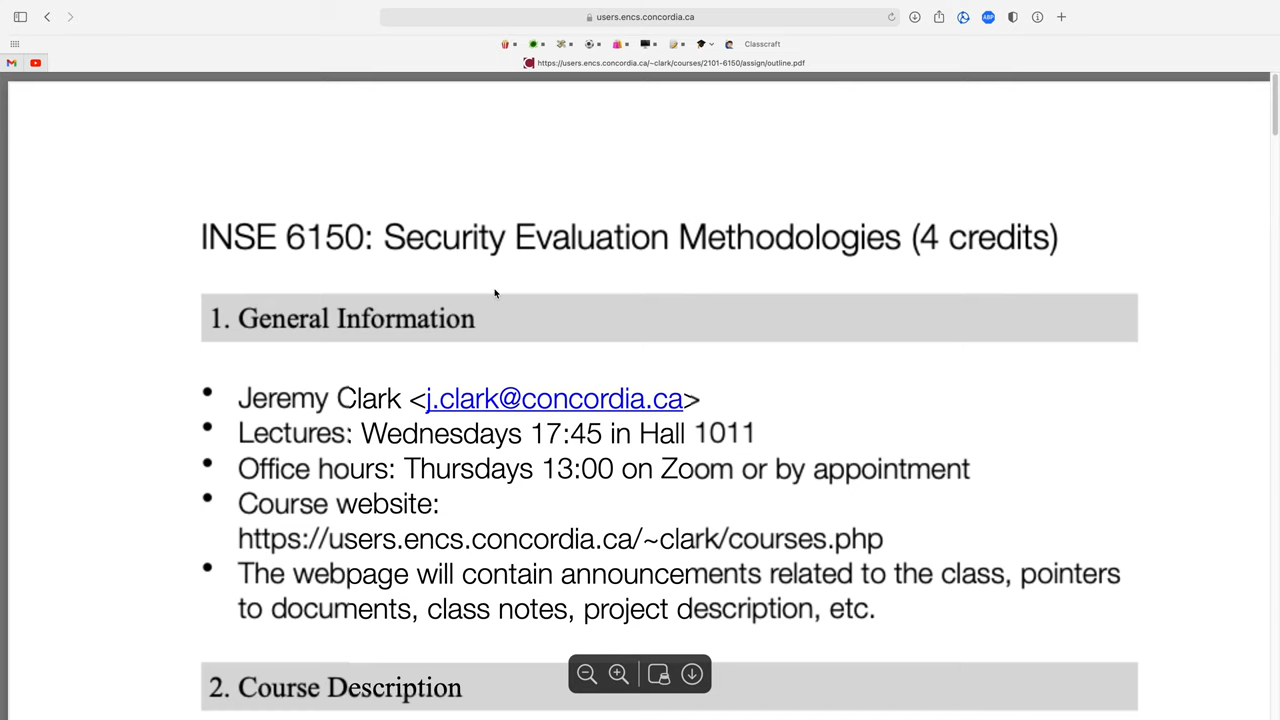 users.encs.concordia.ca
ABP
Classcraft
https://users.encs.concordia.ca/~clark/courses/2101-6150/assign/outline.pdf
INSE 6150: Security Evaluation Methodologies (4 credits)
1. General Information
• Jeremy Clark <j.clark@concordia.ca>
• Lectures: Wednesdays 17:45 in Hall 1011
• Office hours: Thursdays 13:00 on Zoom or by appointment
• Course website:
https://users.encs.concordia.ca/~clark/courses.php
• The webpage will contain announcements related to the class, pointers
to documents, class notes, project description, etc.
2. Course Description